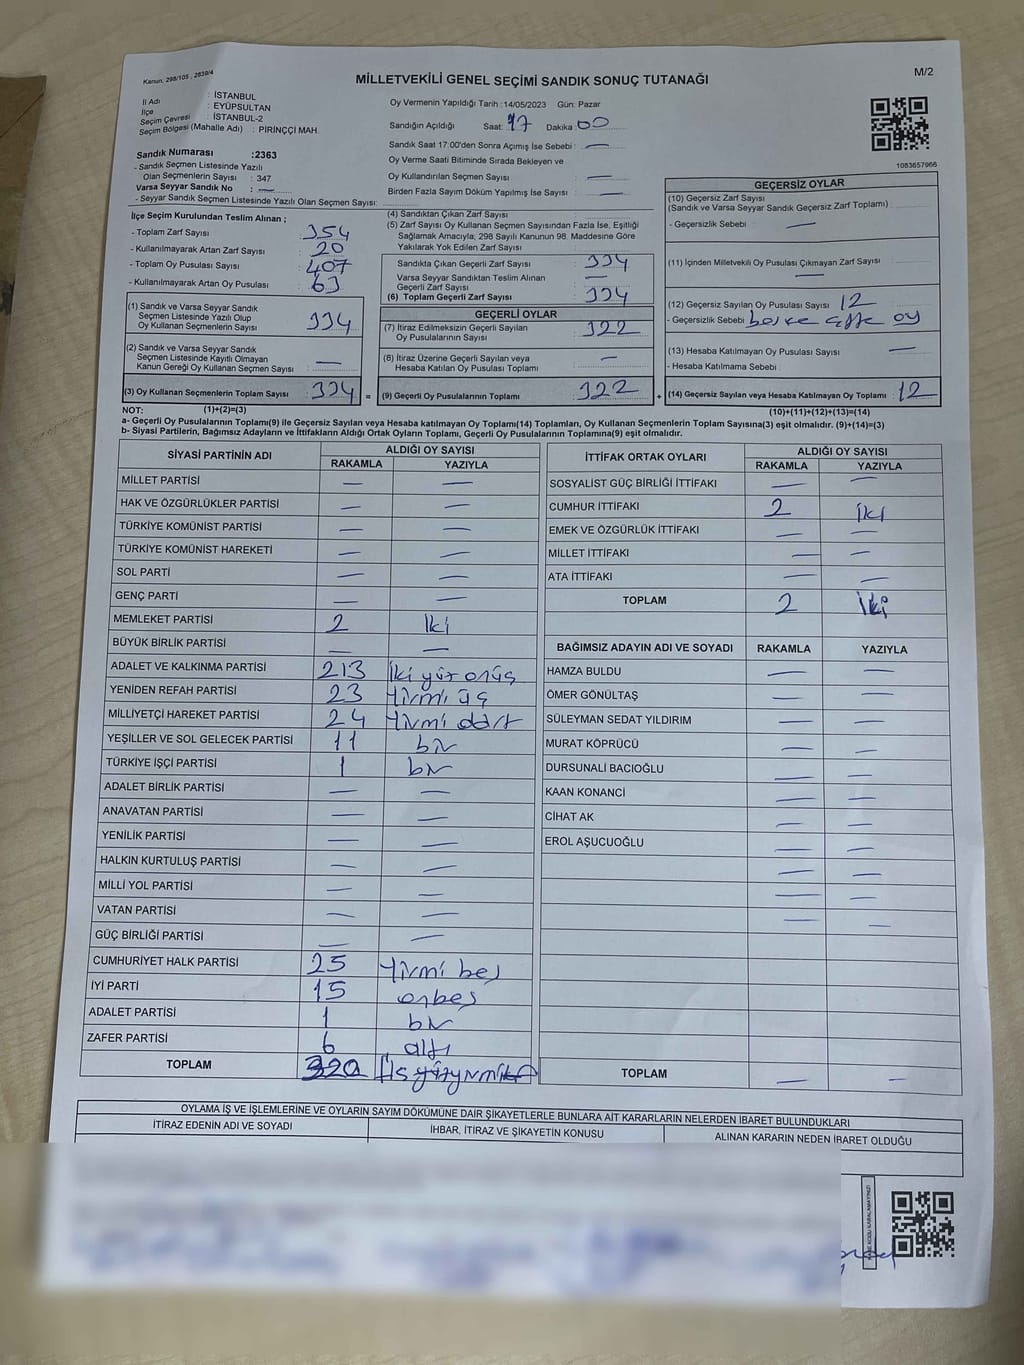 Kanun, 298/105 ; 2839/4
MİLLETVEKİLİ GENEL SEÇİMİ SANDIK SONUÇ TUTANAĞI
M/2
İl Adı : İSTANBUL
İlçe : EYÜPSULTAN
Seçim Çevresi : İSTANBUL-2
Seçim Bölgesi (Mahalle Adı) : PİRİNÇÇİ MAH.
Sandık Numarası :2363
- Sandık Seçmen Listesinde Yazılı
Olan Seçmenlerin Sayısı : 347
Varsa Seyyar Sandık No : —
- Seyyar Sandık Seçmen Listesinde Yazılı Olan Seçmen Sayısı:
Oy Vermenin Yapıldığı Tarih : 14/05/2023 Gün: Pazar
Sandığın Açıldığı Saat: 17 Dakika 00
Sandık Saat 17:00'den Sonra Açımış İse Sebebi : —
Oy Verme Saati Bitiminde Sırada Bekleyen ve
Oy Kullandırılan Seçmen Sayısı —
Birden Fazla Sayım Döküm Yapılmış İse Sayısı —
1083657966
İlçe Seçim Kurulundan Teslim Alınan ;
- Toplam Zarf Sayısı 354
- Kullanılmayarak Artan Zarf Sayısı : 20
- Toplam Oy Pusulası Sayısı : 407
- Kullanılmayarak Artan Oy Pusulası : 63
(1) Sandık ve Varsa Seyyar Sandık
Seçmen Listesinde Yazılı Olup
Oy Kullanan Seçmenlerin Sayısı 334
(2) Sandık ve Varsa Seyyar Sandık
Seçmen Listesinde Kayıtlı Olmayan
Kanun Gereği Oy Kullanan Seçmen Sayısı —
(3) Oy Kullanan Seçmenlerin Toplam Sayısı 334 =
(4) Sandıktan Çıkan Zarf Sayısı
(5) Zarf Sayısı Oy Kullanan Seçmen Sayısından Fazla İse, Eşitliği
Sağlamak Amacıyla, 298 Sayılı Kanunun 98. Maddesine Göre
Yakılarak Yok Edilen Zarf Sayısı
Sandıkta Çıkan Geçerli Zarf Sayısı 334
Varsa Seyyar Sandıktan Teslim Alınan
Geçerli Zarf Sayısı —
(6) Toplam Geçerli Zarf Sayısı 334
GEÇERLİ OYLAR
(7) İtiraz Edilmeksizin Geçerli Sayılan
Oy Pusulalarının Sayısı 322
(8) İtiraz Üzerine Geçerli Sayılan veya
Hesaba Katılan Oy Pusulası Toplamı —
(9) Geçerli Oy Pusulalarının Toplamı 322 +
GEÇERSİZ OYLAR
(10) Geçersiz Zarf Sayısı
(Sandık ve Varsa Seyyar Sandık Geçersiz Zarf Toplamı) :
- Geçersizlik Sebebi : —
(11) İçinden Milletvekili Oy Pusulası Çıkmayan Zarf Sayısı
—
(12) Geçersiz Sayılan Oy Pusulası Sayısı 12
- Geçersizlik Sebebi oy
(13) Hesaba Katılmayan Oy Pusulası Sayısı —
- Hesaba Katılmama Sebebi :
(14) Geçersiz Sayılan veya Hesaba Katılmayan Oy Toplamı : 12
NOT: (1)+(2)=(3) (10)+(11)+(12)+(13)=(14)
a- Geçerli Oy Pusulalarının Toplamı(9) ile Geçersiz Sayılan veya Hesaba katılmayan Oy Toplamı(14) Toplamları, Oy Kullanan Seçmenlerin Toplam Sayısına(3) eşit olmalıdır. (9)+(14)=(3)
b- Siyasi Partilerin, Bağımsız Adayların ve İttifakların Aldığı Ortak Oyların Toplamı, Geçerli Oy Pusulalarının Toplamına(9) eşit olmalıdır.
SİYASİ PARTİNİN ADI ALDIĞI OY SAYISI
RAKAMLA YAZIYLA
MİLLET PARTİSİ — —
HAK VE ÖZGÜRLÜKLER PARTİSİ — —
TÜRKİYE KOMÜNİST PARTİSİ — —
TÜRKİYE KOMÜNİST HAREKETİ — —
SOL PARTİ — —
GENÇ PARTİ — —
MEMLEKET PARTİSİ 2 İki
BÜYÜK BİRLİK PARTİSİ — —
ADALET VE KALKINMA PARTİSİ 213 İki yüz onüç
YENİDEN REFAH PARTİSİ 23 Yirmi üç
MİLLİYETÇİ HAREKET PARTİSİ 24 Yirmi dört
YEŞİLLER VE SOL GELECEK PARTİSİ 11 bir
TÜRKİYE İŞÇİ PARTİSİ 1 bir
ADALET BİRLİK PARTİSİ — —
ANAVATAN PARTİSİ — —
YENİLİK PARTİSİ — —
HALKIN KURTULUŞ PARTİSİ — —
MİLLİ YOL PARTİSİ — —
VATAN PARTİSİ — —
GÜÇ BİRLİĞİ PARTİSİ — —
CUMHURİYET HALK PARTİSİ 25 Yirmi beş
İYİ PARTİ 15 onbeş
ADALET PARTİSİ 1 bir
ZAFER PARTİSİ 6 altı
TOPLAM 320
İTTİFAK ORTAK OYLARI ALDIĞI OY SAYISI
RAKAMLA YAZIYLA
SOSYALİST GÜÇ BİRLİĞİ İTTİFAKI — —
CUMHUR İTTİFAKI 2 İki
EMEK VE ÖZGÜRLÜK İTTİFAKI — —
MİLLET İTTİFAKI — —
ATA İTTİFAKI — —
TOPLAM 2 İki
BAĞIMSIZ ADAYIN ADI VE SOYADI RAKAMLA YAZIYLA
HAMZA BULDU — —
ÖMER GÖNÜLTAŞ — —
SÜLEYMAN SEDAT YILDIRIM — —
MURAT KÖPRÜCÜ — —
DURSUNALİ BACIOĞLU — —
KAAN KONANCİ — —
CİHAT AK — —
EROL AŞUCUOĞLU — —
— —
— —
— —
TOPLAM — —
OYLAMA İŞ VE İŞLEMLERİNE VE OYLARIN SAYIM DÖKÜMÜNE DAİR ŞİKAYETLERLE BUNLARA AİT KARARLARIN NELERDEN İBARET BULUNDUKLARI
İTİRAZ EDENİN ADI VE SOYADI İHBAR, İTİRAZ VE ŞİKAYETİN KONUSU ALINAN KARARIN NEDEN İBARET OLDUĞU